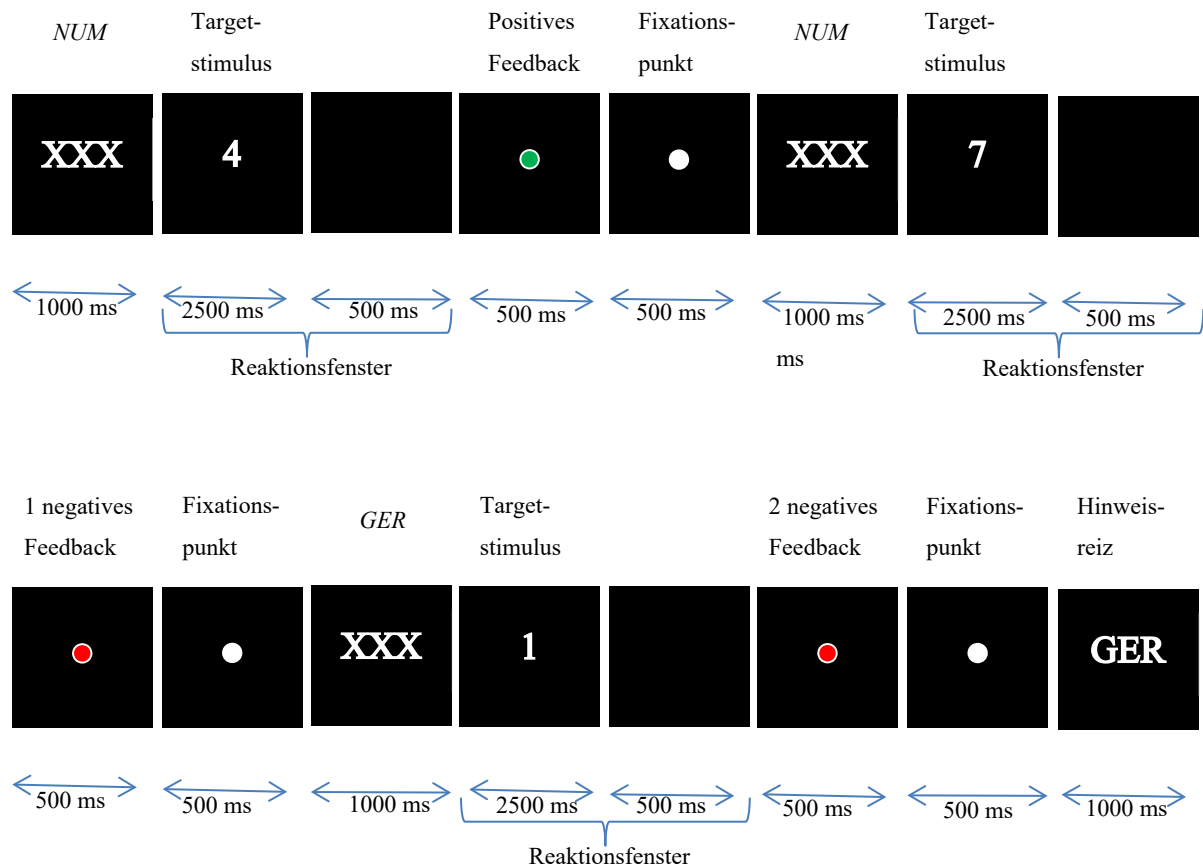 NUM
Target-
stimulus
Positives
Feedback
Fixations-
punkt
NUM
Target-
stimulus
XXX
4
XXX
7
1000 ms
2500 ms
500 ms
500 ms
500 ms
1000
ms
2500 ms
500 ms
Reaktionsfenster
Reaktionsfenster
1 negatives
Feedback
Fixations-
punkt
GER
Target-
stimulus
2 negatives
Feedback
Fixations-
punkt
Hinweis-
reiz
XXX
1
GER
500 ms
500 ms
1000 ms
2500 ms
500 ms
500 ms
500 ms
1000 ms
Reaktionsfenster